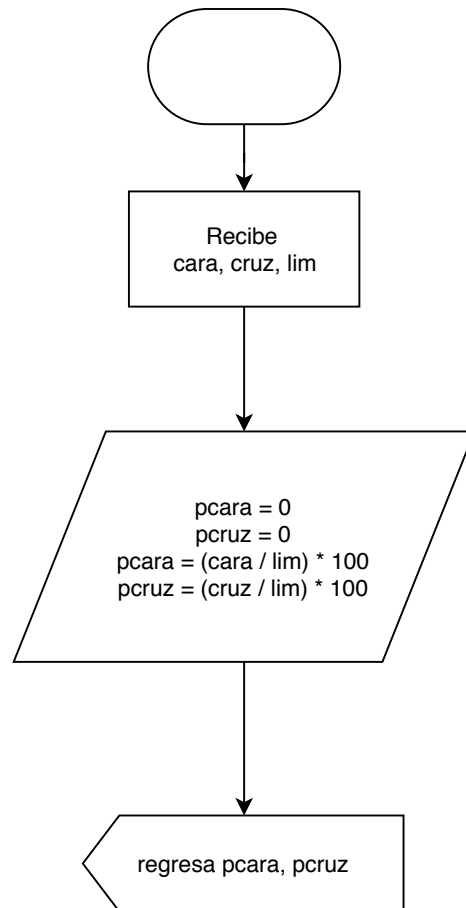 Recibe
cara, cruz, lim
pcara = 0
pcruz = 0
pcara = (cara / lim) * 100
pcruz = (cruz / lim) * 100
regresa pcara, pcruz